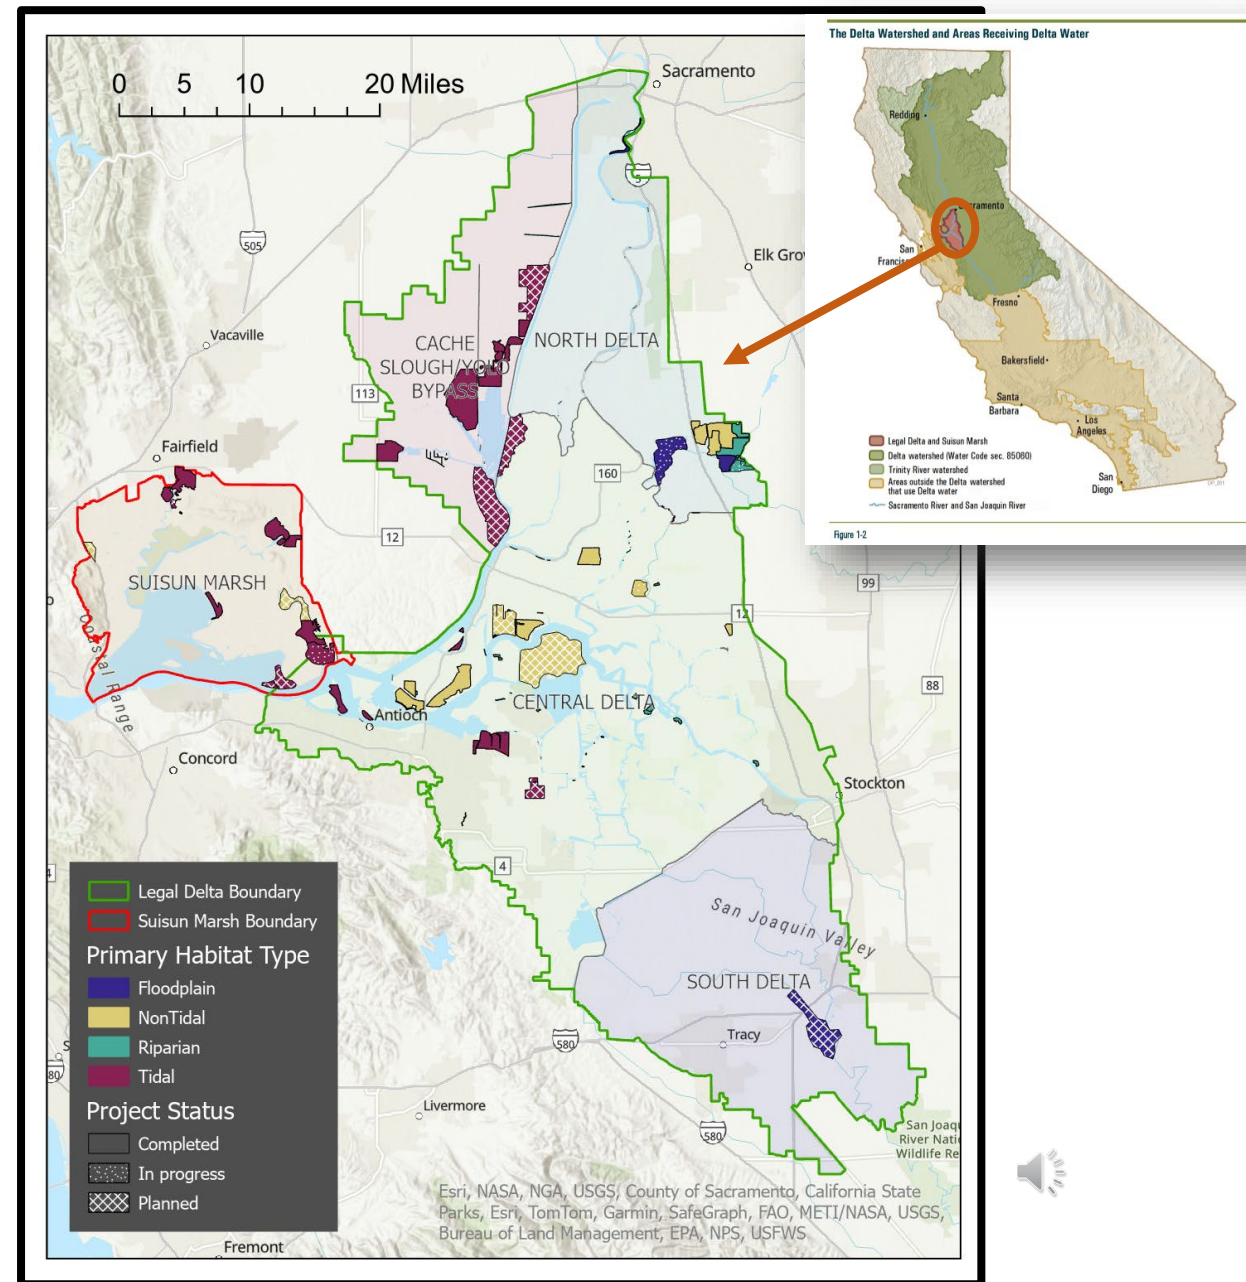 0 5 10 20 Miles
Sacramento
5
505
Elk Gro
Vacaville
CACHE
SLOUGH/YOLO
BYPASS
NORTH DELTA
113
Fairfield
160
12
SUISUN MARSH
99
12
Coastal Range
88
CENTRAL DELTA
Antioch
Concord
Stockton
4
San Joaquin Valley
SOUTH DELTA
Tracy
580
Livermore
580
San Joaqu
River Natio
Wildlife Re
80
Fremont
Legal Delta Boundary
Suisun Marsh Boundary
Primary Habitat Type
Floodplain
NonTidal
Riparian
Tidal
Project Status
Completed
In progress
Planned
Esri, NASA, NGA, USGS, County of Sacramento, California State
Parks, Esri, TomTom, Garmin, SafeGraph, FAO, METI/NASA, USGS,
Bureau of Land Management, EPA, NPS, USFWS
The Delta Watershed and Areas Receiving Delta Water
Redding
cramento
San
Francisc
Fresno
Bakersfield
Santa
Barbara
Los
Angeles
San
Diego
Legal Delta and Suisun Marsh
Delta watershed (Water Code sec. 85060)
Trinity River watershed
Areas outside the Delta watershed
that use Delta water
Sacramento River and San Joaquin River
Figure 1-2